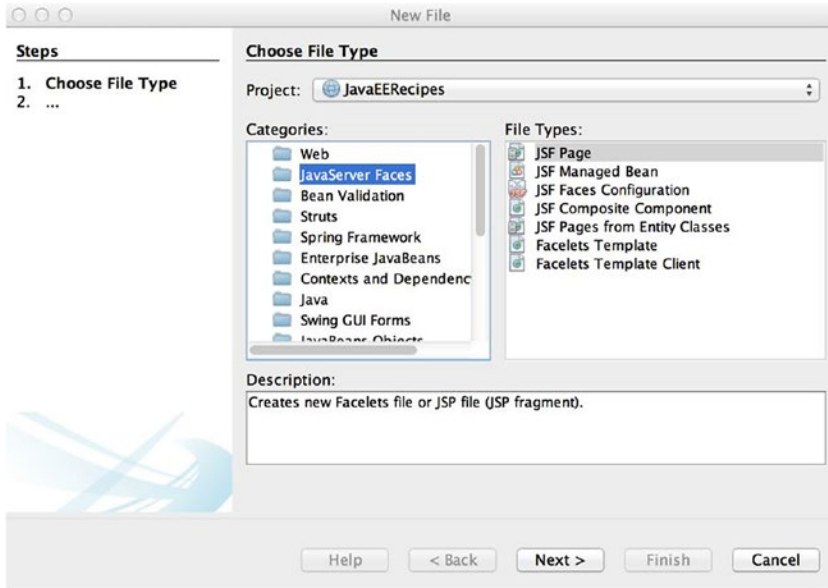 New File
Steps
1. Choose File Type
2. ...
Choose File Type
Project: JavaEERecipes
Categories:
Web
JavaServer Faces
Bean Validation
Struts
Spring Framework
Enterprise JavaBeans
Contexts and Dependenc
Java
Swing GUI Forms
JavaBeans Objects
File Types:
JSF Page
JSF Managed Bean
JSF Faces Configuration
JSF Composite Component
JSF Pages from Entity Classes
Facelets Template
Facelets Template Client
Description:
Creates new Facelets file or JSP file (JSP fragment).
Help
< Back
Next >
Finish
Cancel